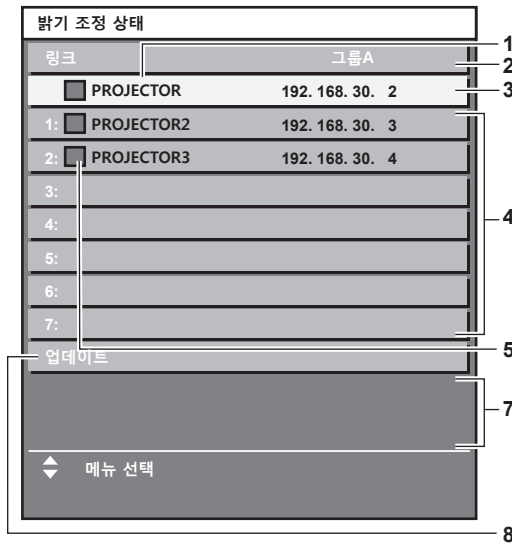 밝기 조정 상태
링크 그룹A 1
2
PROJECTOR 192. 168. 30. 2 3
1: PROJECTOR2 192. 168. 30. 3
2: PROJECTOR3 192. 168. 30. 4
3:
4: 4
5:
6:
7:
업데이트 5
7
메뉴 선택
8